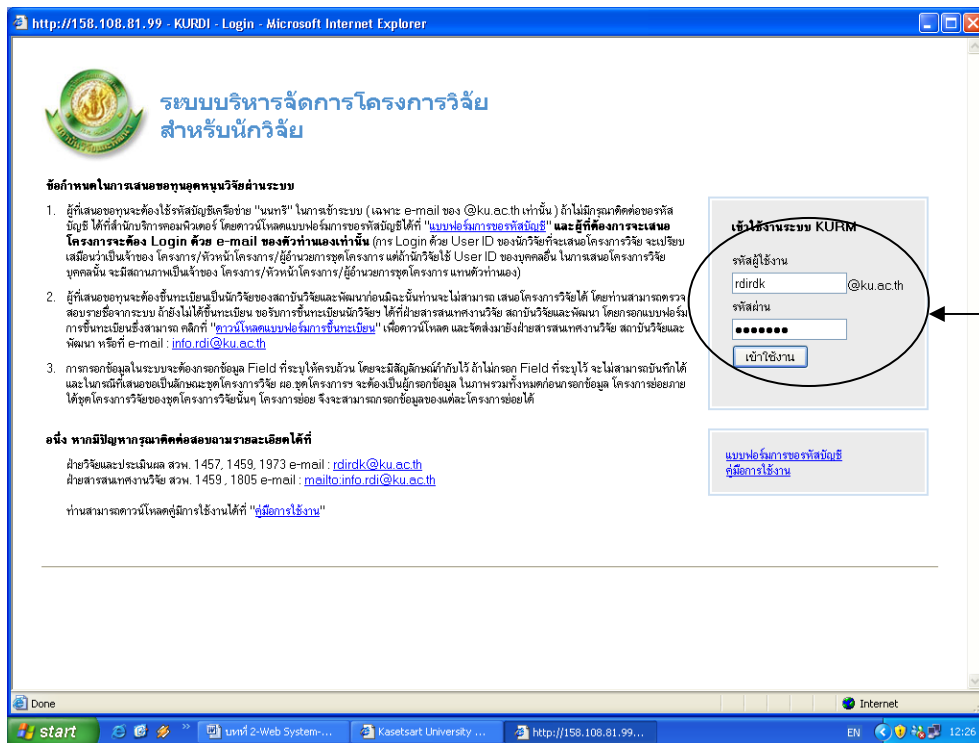 http://158.108.81.99 - KURDI - Login - Microsoft Internet Explorer
ระบบบริหารจัดการโครงการวิจัย
สำหรับนักวิจัย
ข้อกำหนดในการเสนอขอทุนอุดหนุนวิจัยผ่านระบบ
1. ผู้ที่เสนอขอทุนจะต้องใช้รหัสบัญชีเครือข่าย "นนทรี" ในการเข้าระบบ ( เฉพาะ e-mail ของ @ku.ac.th เท่านั้น ) ถ้าไม่มีกรุณาติดต่อขอรหัส
บัญชี ได้ที่สำนักบริการคอมพิวเตอร์ โดยดาวน์โหลดแบบฟอร์มการขอรหัสบัญชีได้ที่ "แบบฟอร์มการขอรหัสบัญชี" และผู้ที่ต้องการจะเสนอ
โครงการจะต้อง Login ด้วย e-mail ของตัวท่านเองเท่านั้น (การ Login ด้วย User ID ของนักวิจัยที่จะเสนอโครงการวิจัย จะเปรียบ
เสมือนว่าเป็นเจ้าของ โครงการ/หัวหน้าโครงการ/ผู้อำนวยการชุดโครงการ แต่ถ้านักวิจัยใช้ User ID ของบุคคลอื่น ในการเสนอโครงการวิจัย
บุคคลนั้น จะมีสถานภาพเป็นเจ้าของ โครงการ/หัวหน้าโครงการ/ผู้อำนวยการชุดโครงการ แทนตัวท่านเอง)
2. ผู้ที่เสนอขอทุนจะต้องขึ้นทะเบียนเป็นนักวิจัยของสถาบันวิจัยและพัฒนาก่อนมิฉะนั้นท่านจะไม่สามารถ เสนอโครงการวิจัยได้ โดยท่านสามารถตรวจ
สอบรายชื่อจากระบบ ถ้ายังไม่ได้ขึ้นทะเบียน ขอรับการขึ้นทะเบียนนักวิจัยฯ ได้ที่ฝ่ายสารสนเทศงานวิจัย สถาบันวิจัยและพัฒนา โดยกรอกแบบฟอร์ม
การขึ้นทะเบียนซึ่งสามารถ คลิกที่ "ดาวน์โหลดแบบฟอร์มการขึ้นทะเบียน" เพื่อดาวน์โหลด และจัดส่งมายังฝ่ายสารสนเทศงานวิจัย สถาบันวิจัยและ
พัฒนา หรือที่ e-mail : info.rdi@ku.ac.th
3. การกรอกข้อมูลในระบบจะต้องกรอกข้อมูล Field ที่ระบุให้ครบถ้วน โดยจะมีสัญลักษณ์กำกับไว้ ถ้าไม่กรอก Field ที่ระบุไว้ จะไม่สามารถบันทึกได้
และในกรณีที่เสนอขอเป็นลักษณะชุดโครงการวิจัย ผอ.ชุดโครงการฯ จะต้องเป็นผู้กรอกข้อมูล ในภาพรวมทั้งหมดก่อนกรอกข้อมูล โครงการย่อยภาย
ใต้ชุดโครงการวิจัยของชุดโครงการวิจัยนั้นๆ โครงการย่อย จึงจะสามารถกรอกข้อมูลของแต่ละโครงการย่อยได้
อนึ่ง หากมีปัญหากรุณาติดต่อสอบถามรายละเอียดได้ที่
ฝ่ายวิจัยและประเมินผล สวพ. 1457, 1459, 1973 e-mail : rdirdk@ku.ac.th
ฝ่ายสารสนเทศงานวิจัย สวพ. 1459 , 1805 e-mail : mailto:info.rdi@ku.ac.th
ท่านสามารถดาวน์โหลดคู่มีการใช้งานได้ที่ "คู่มือการใช้งาน"
เข้าใช้งานระบบ KURM
รหัสผู้ใช้งาน
rdirdk @ku.ac.th
รหัสผ่าน
เข้าใช้งาน
แบบฟอร์มการขอรหัสบัญชี
คู่มือการใช้งาน
Done
Internet
start
บทที่ 2-Web System-...
Kasetsart University ...
http://158.108.81.99...
EN
12:26